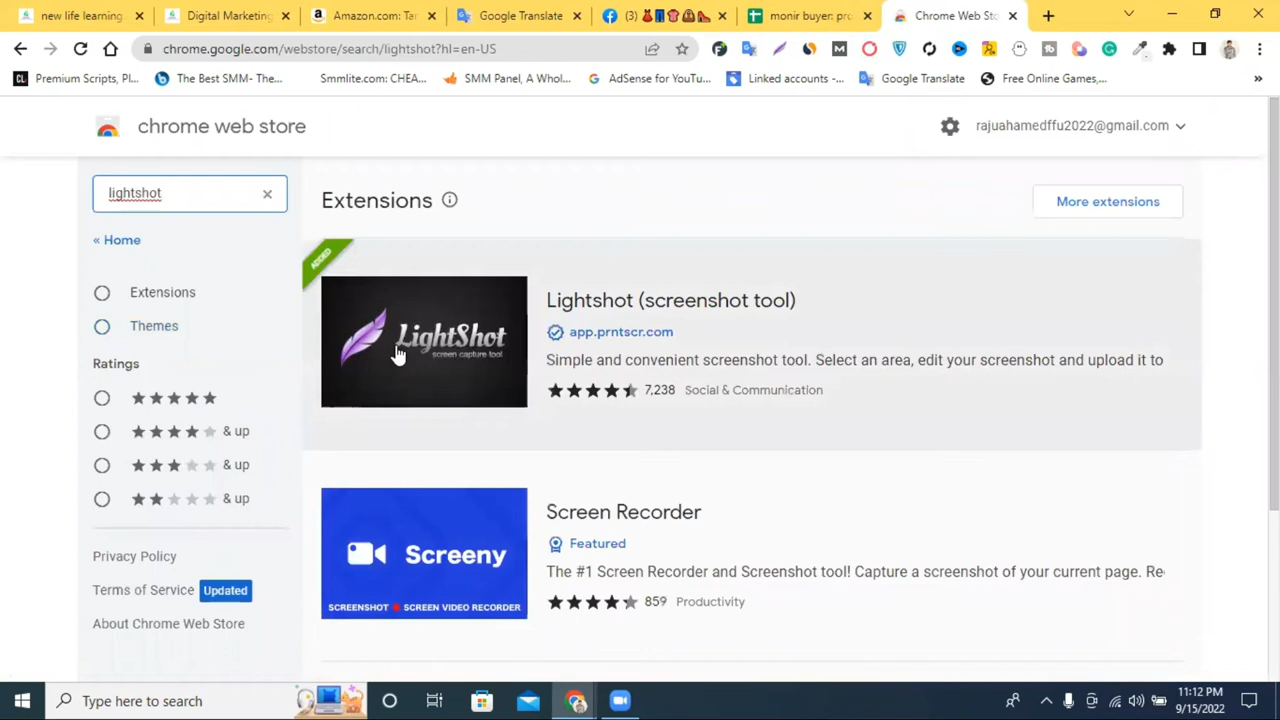 new life learning
Digital Marketing
Amazon.com: Tar
Google Translate
(3)
monir buyer: pro
Chrome Web Sto
chrome.google.com/webstore/search/lightshot?hl=en-US
Premium Scripts, Pl...
The Best SMM- The...
Smmlite.com: CHEA...
SMM Panel, A Whol...
AdSense for YouTu...
Linked accounts -...
Google Translate
Free Online Games,...
chrome web store
rajuahamedffu2022@gmail.com
lightshot
« Home
Extensions
Themes
Ratings
& up
& up
& up
Privacy Policy
Terms of Service Updated
About Chrome Web Store
Extensions
More extensions
ADDED
LightShot
screen capture tool
Lightshot (screenshot tool)
app.prntscr.com
Simple and convenient screenshot tool. Select an area, edit your screenshot and upload it to
7,238 Social & Communication
Screeny
SCREENSHOT SCREEN VIDEO RECORDER
Screen Recorder
Featured
The #1 Screen Recorder and Screenshot tool! Capture a screenshot of your current page. Re
859 Productivity
Type here to search
11:12 PM
9/15/2022